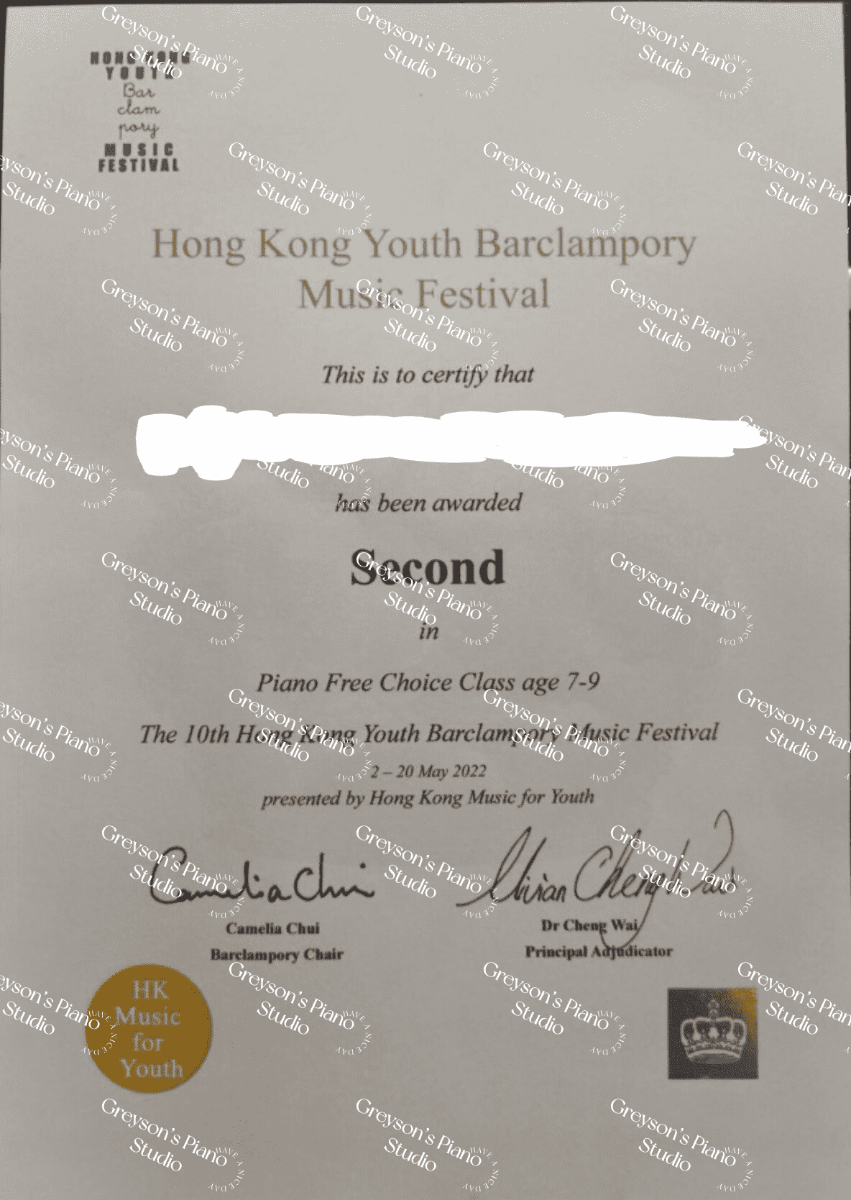 HONG KONG
YOUTH
Bar
clam
pory
MUSIC
FESTIVAL
Hong Kong Youth Barclampory
Music Festival
This is to certify that
has been awarded
Second
in
Piano Free Choice Class age 7-9
The 10th Hong Kong Youth Barclampory Music Festival
2 – 20 May 2022
presented by Hong Kong Music for Youth
Camelia Chui
Camelia Chui
Dr Cheng Wai
Barclampory Chair
Principal Adjudicator
HK
Music
for
Youth
Greyson's Piano
Studio
HAVE A NICE DAY